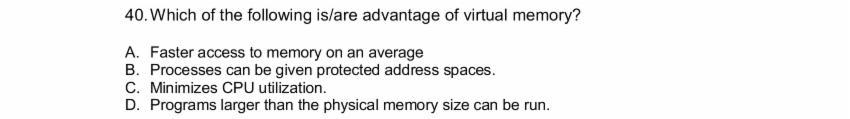 40. Which of the following is/are advantage of virtual memory?
A. Faster access to memory on an average
B. Processes can be given protected address spaces.
C. Minimizes CPU utilization.
D. Programs larger than the physical memory size can be run.